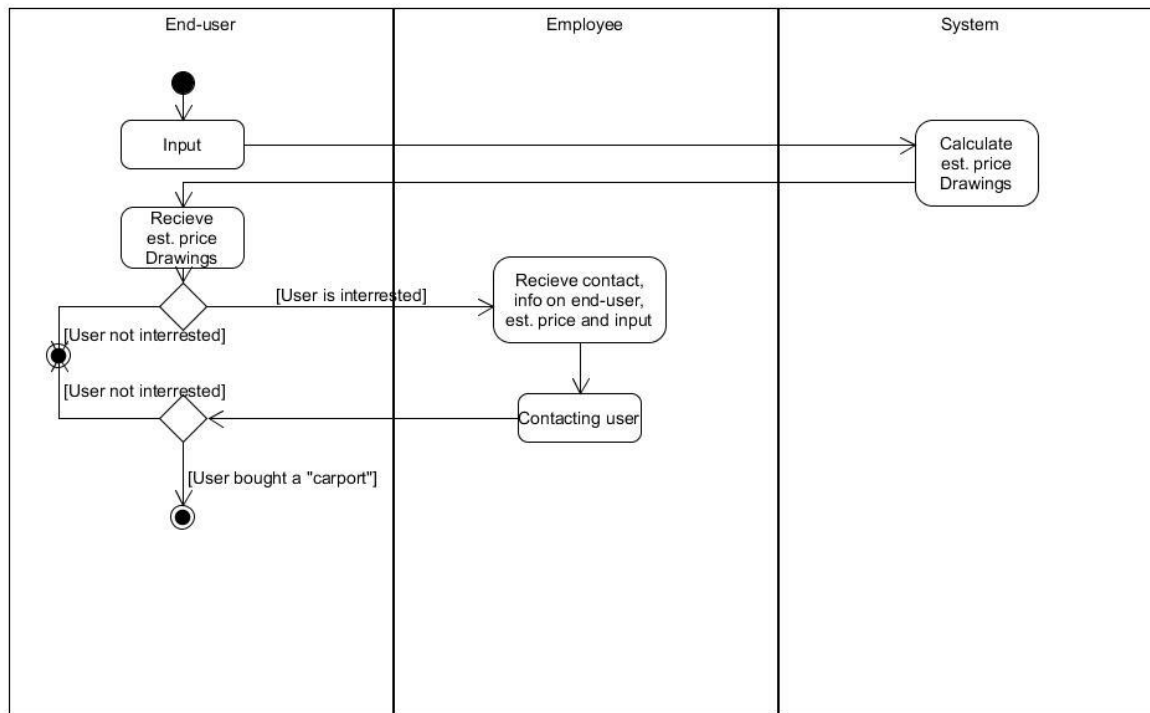 End-user
Employee
System
Input
Calculate
est. price
Drawings
Recieve
est. price
Drawings
[User is interrested]
Recieve contact,
info on end-user,
est. price and input
[User not interrested]
[User not interrested]
Contacting user
[User bought a "carport"]